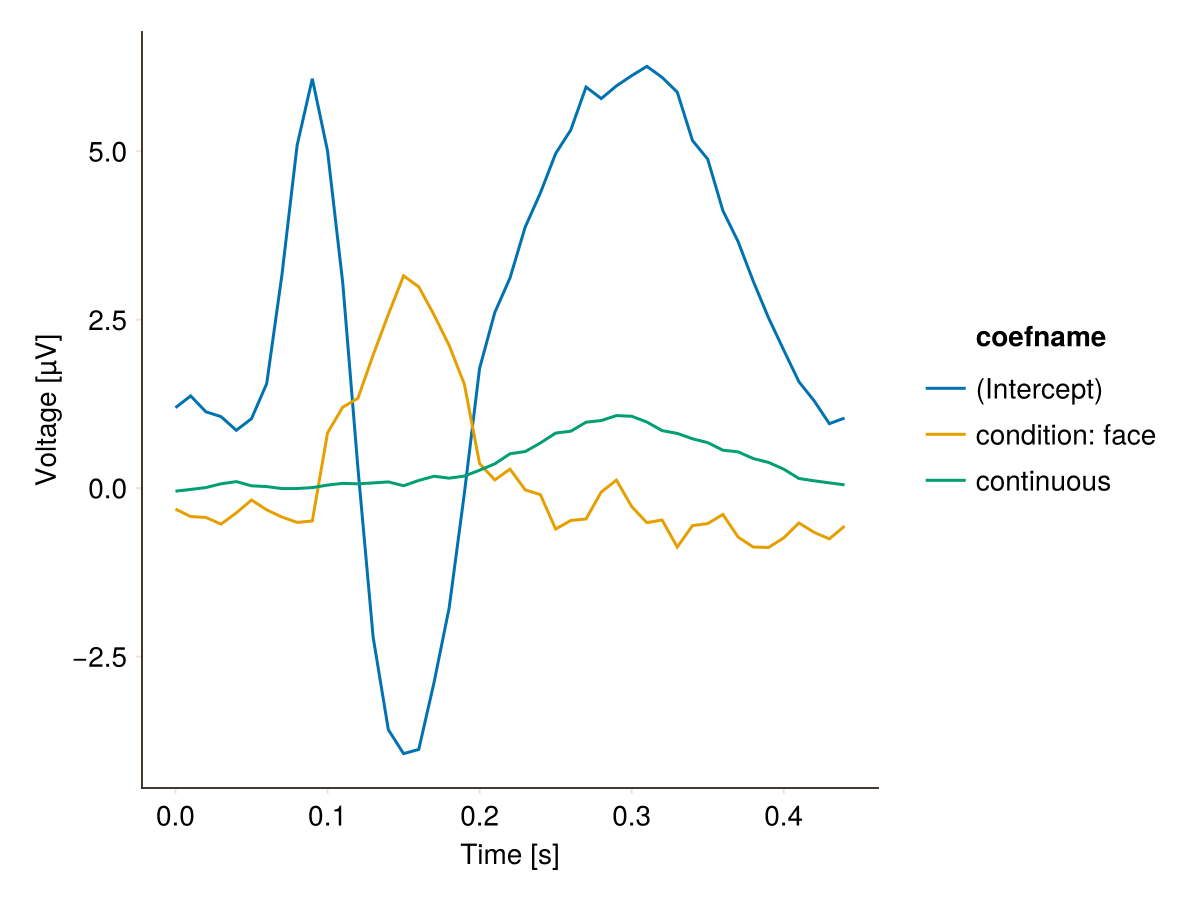 Voltage [µV]
5.0
2.5
0.0
−2.5
0.0 0.1 0.2 0.3 0.4
Time [s]
coefname
(Intercept)
condition: face
continuous